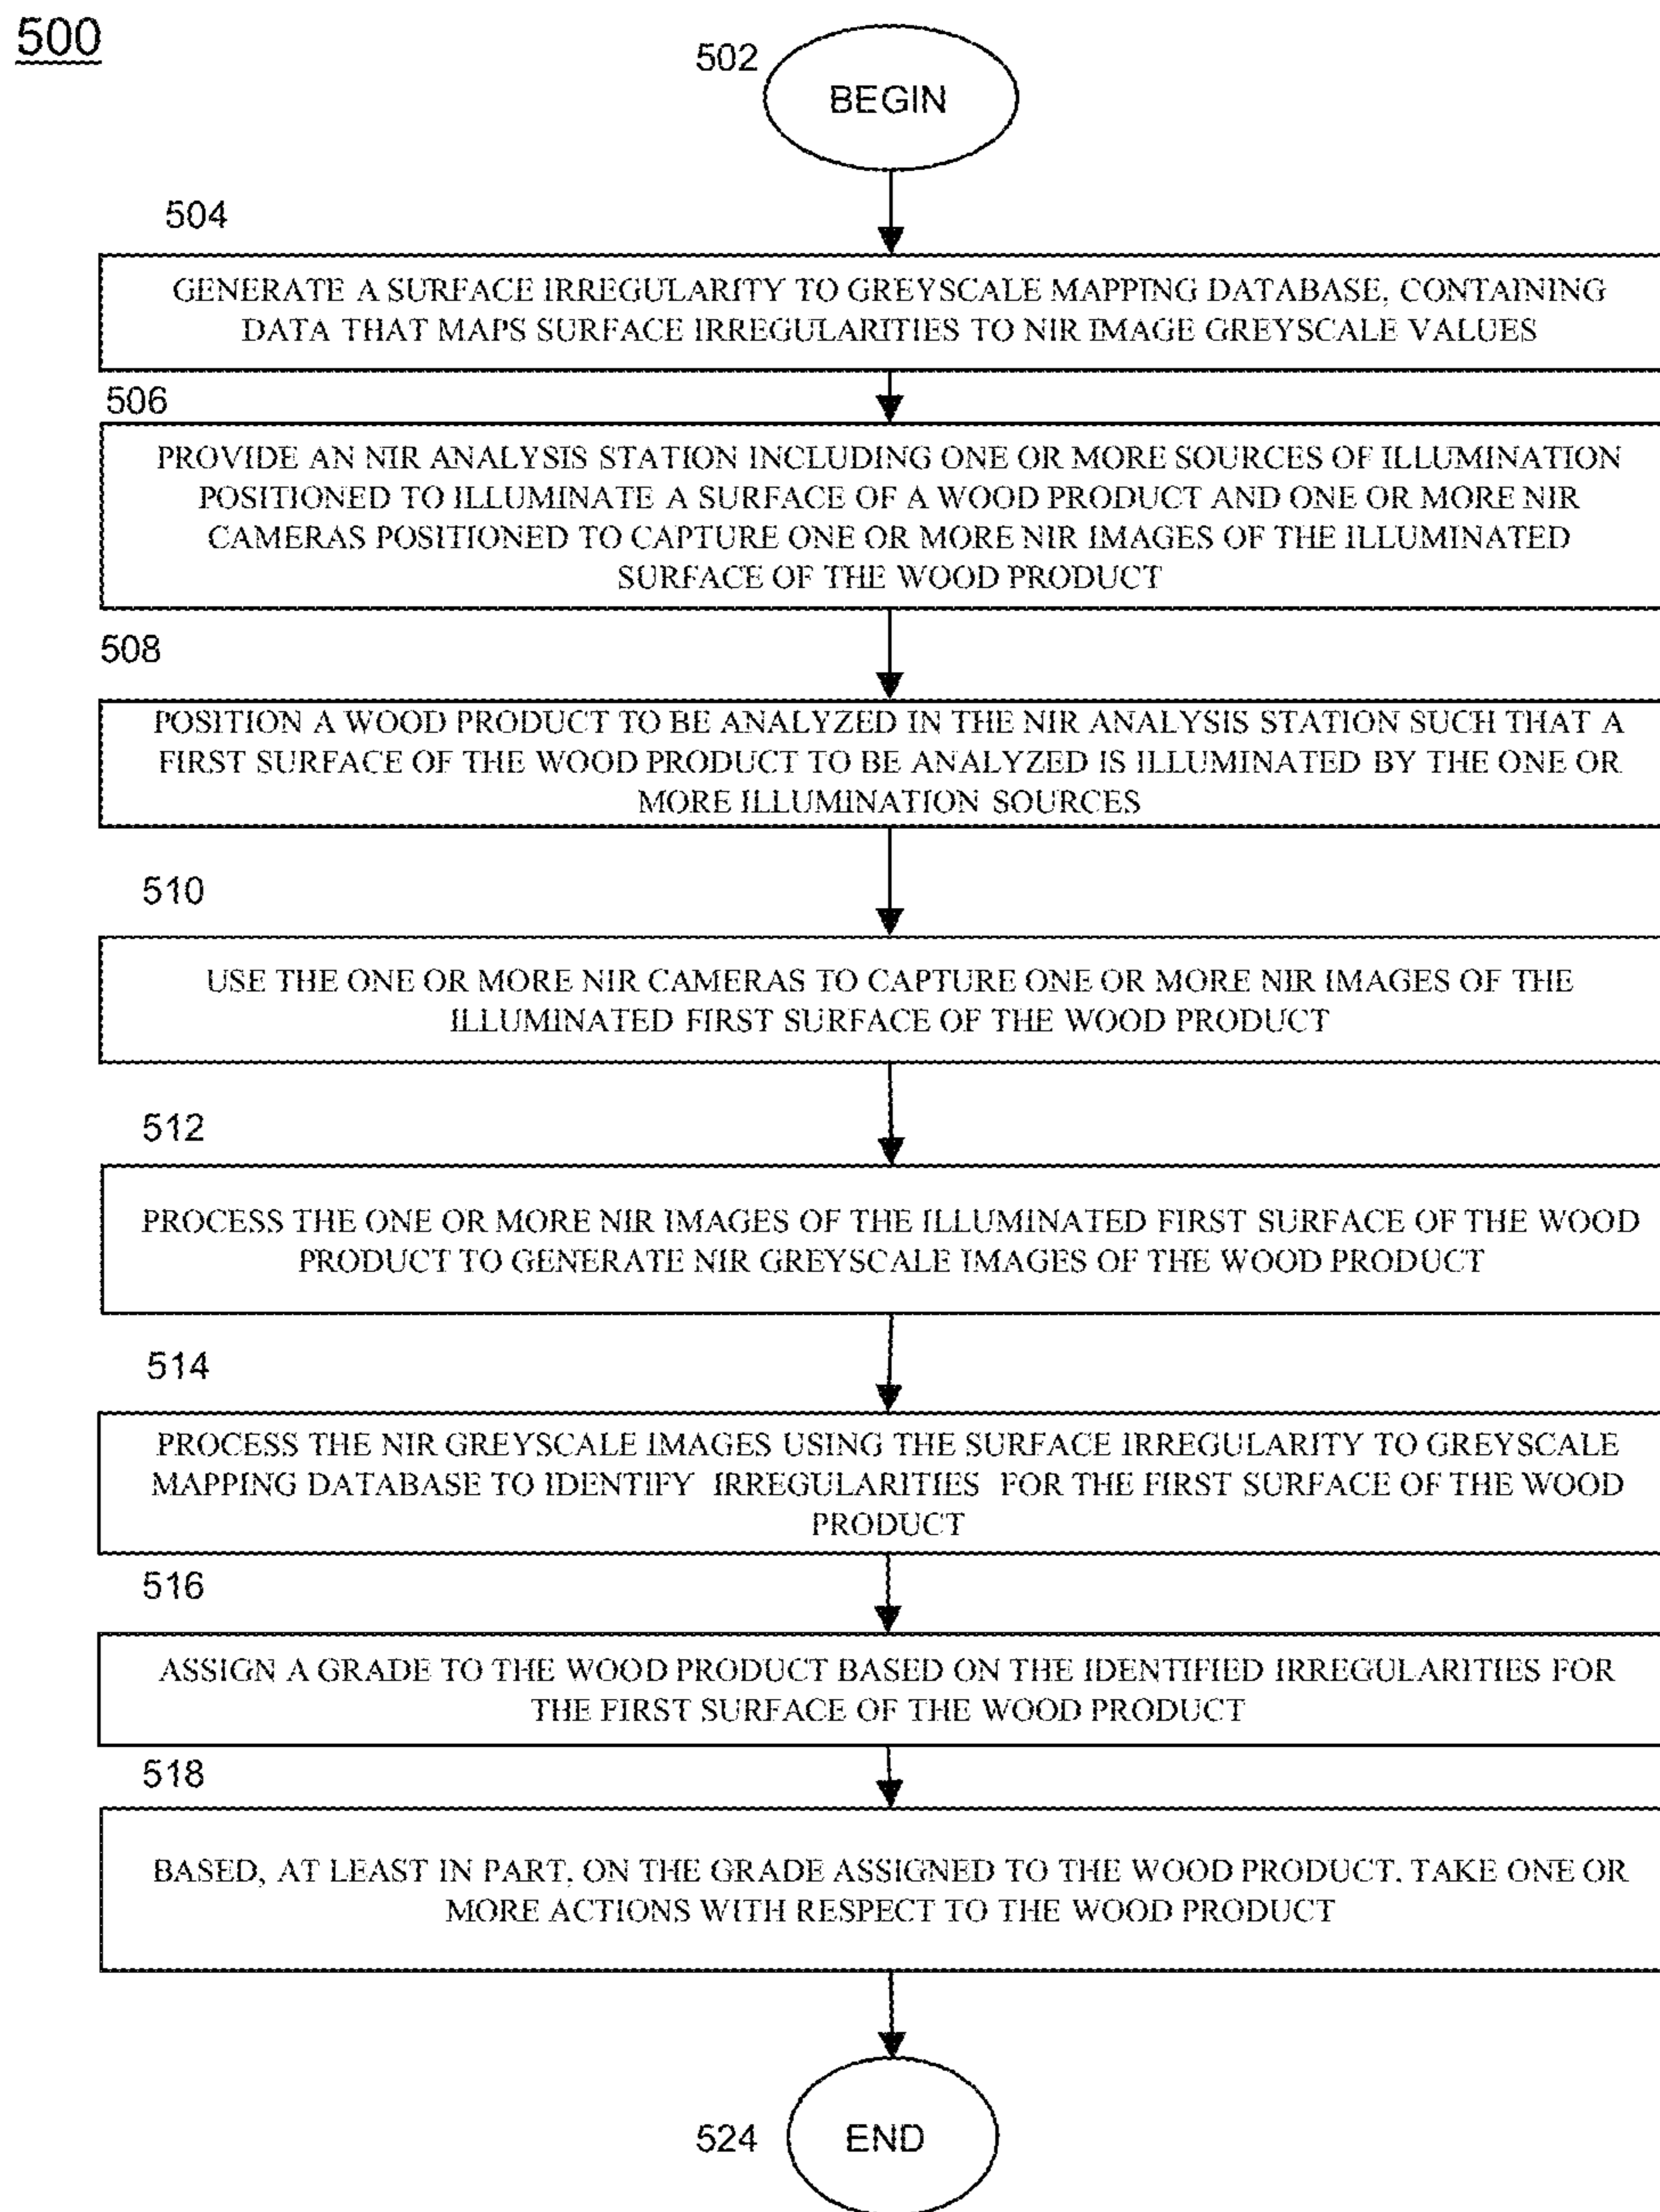 500
502
BEGIN
504
GENERATE A SURFACE IRREGULARITY TO GREYSCALE MAPPING DATABASE, CONTAINING
DATA THAT MAPS SURFACE IRREGULARITIES TO NIR IMAGE GREYSCALE VALUES
506
PROVIDE AN NIR ANALYSIS STATION INCLUDING ONE OR MORE SOURCES OF ILLUMINATION
POSITIONED TO ILLUMINATE A SURFACE OF A WOOD PRODUCT AND ONE OR MORE NIR
CAMERAS POSITIONED TO CAPTURE ONE OR MORE NIR IMAGES OF THE ILLUMINATED
SURFACE OF THE WOOD PRODUCT
508
POSITION A WOOD PRODUCT TO BE ANALYZED IN THE NIR ANALYSIS STATION SUCH THAT A
FIRST SURFACE OF THE WOOD PRODUCT TO BE ANALYZED IS ILLUMINATED BY THE ONE OR
MORE ILLUMINATION SOURCES
510
USE THE ONE OR MORE NIR CAMERAS TO CAPTURE ONE OR MORE NIR IMAGES OF THE
ILLUMINATED FIRST SURFACE OF THE WOOD PRODUCT
512
PROCESS THE ONE OR MORE NIR IMAGES OF THE ILLUMINATED FIRST SURFACE OF THE WOOD
PRODUCT TO GENERATE NIR GREYSCALE IMAGES OF THE WOOD PRODUCT
514
PROCESS THE NIR GREYSCALE IMAGES USING THE SURFACE IRREGULARITY TO GREYSCALE
MAPPING DATABASE TO IDENTIFY IRREGULARITIES FOR THE FIRST SURFACE OF THE WOOD
PRODUCT
516
ASSIGN A GRADE TO THE WOOD PRODUCT BASED ON THE IDENTIFIED IRREGULARITIES FOR
THE FIRST SURFACE OF THE WOOD PRODUCT
518
BASED, AT LEAST IN PART, ON THE GRADE ASSIGNED TO THE WOOD PRODUCT, TAKE ONE OR
MORE ACTIONS WITH RESPECT TO THE WOOD PRODUCT
524
END